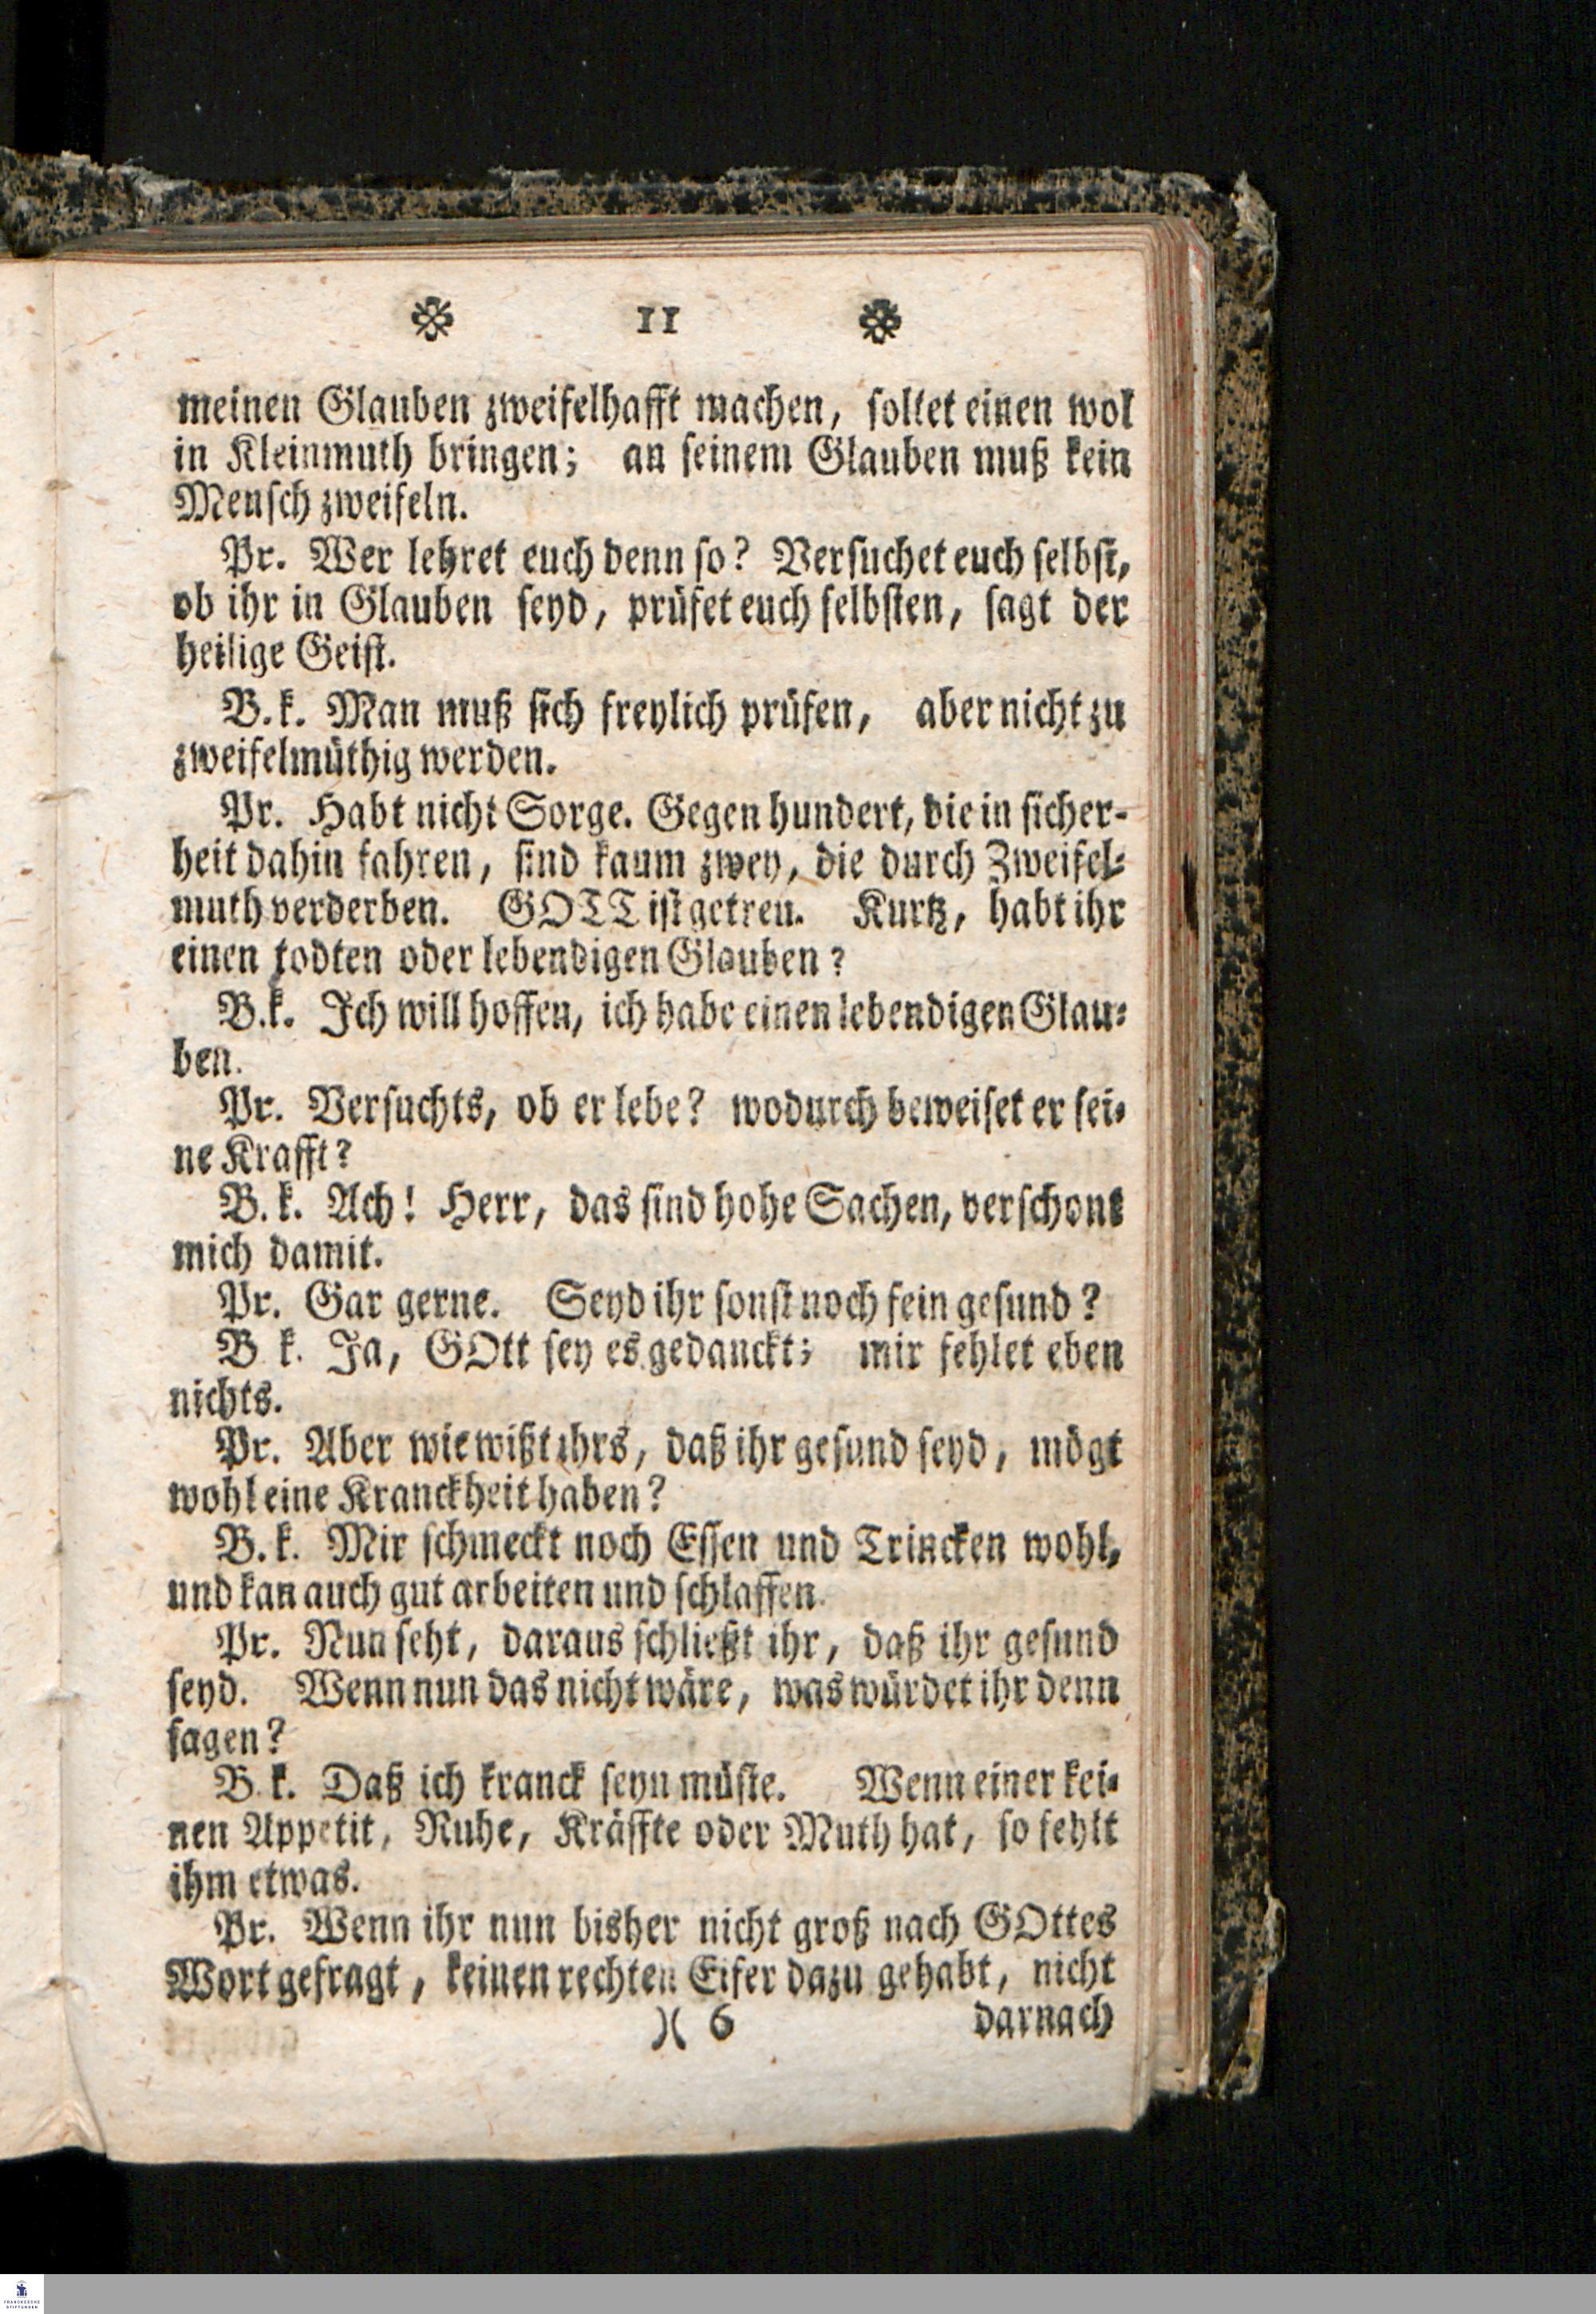 11
meinen Glauben zweifelhafft machen, soltet einen wol
in Kleinmuth bringen; an seinem Glauben muß kein
Mensch zweifeln.
Pr. Wer lehret euch denn so? Versuchet euch selbst,
ob ihr in Glauben seyd, prüfet euch selbsten, sagt der
heilige Geist.
B. k. Man muß sich freylich prüfen, aber nicht zu
zweifelmüthig werden.
Pr. Habt nicht Sorge. Gegen hundert, die in sicher-
heit dahin fahren, sind kaum zwey, die durch Zweifel-
muth verderben. GOTT ist getreu. Kurtz, habt ihr
einen todten oder lebendigen Glauben?
B. k. Ich will hoffen, ich habe einen lebendigen Glau-
ben.
Pr. Versuchts, ob er lebe? wodurch beweiset er sei-
ne Krafft?
B. k. Ach! Herr, das sind hohe Sachen, verschont
mich damit.
Pr. Gar gerne. Seyd ihr sonst noch fein gesund?
B k. Ja, GOtt sey es gedanckt; mir fehlet eben
nichts.
Pr. Aber wie wißt ihrs, daß ihr gesund seyd, mögt
wohl eine Kranckheit haben?
B. k. Mir schmeckt noch Essen und Trincken wohl,
und kan auch gut arbeiten und schlaffen.
Pr. Nun seht, daraus schließt ihr, daß ihr gesund
seyd. Wenn nun das nicht wäre, was würdet ihr denn
sagen?
B. k. Daß ich kranck seyn müste. Wenn einer kei-
nen Appetit, Ruhe, Kräffte oder Muth hat, so fehlt
ihm etwas.
Pr. Wenn ihr nun bisher nicht groß nach GOttes
Wort gefragt, keinen rechten Eifer dazu gehabt, nicht
)( 6 darnach
FRANCKESCHE
STIFTUNGEN